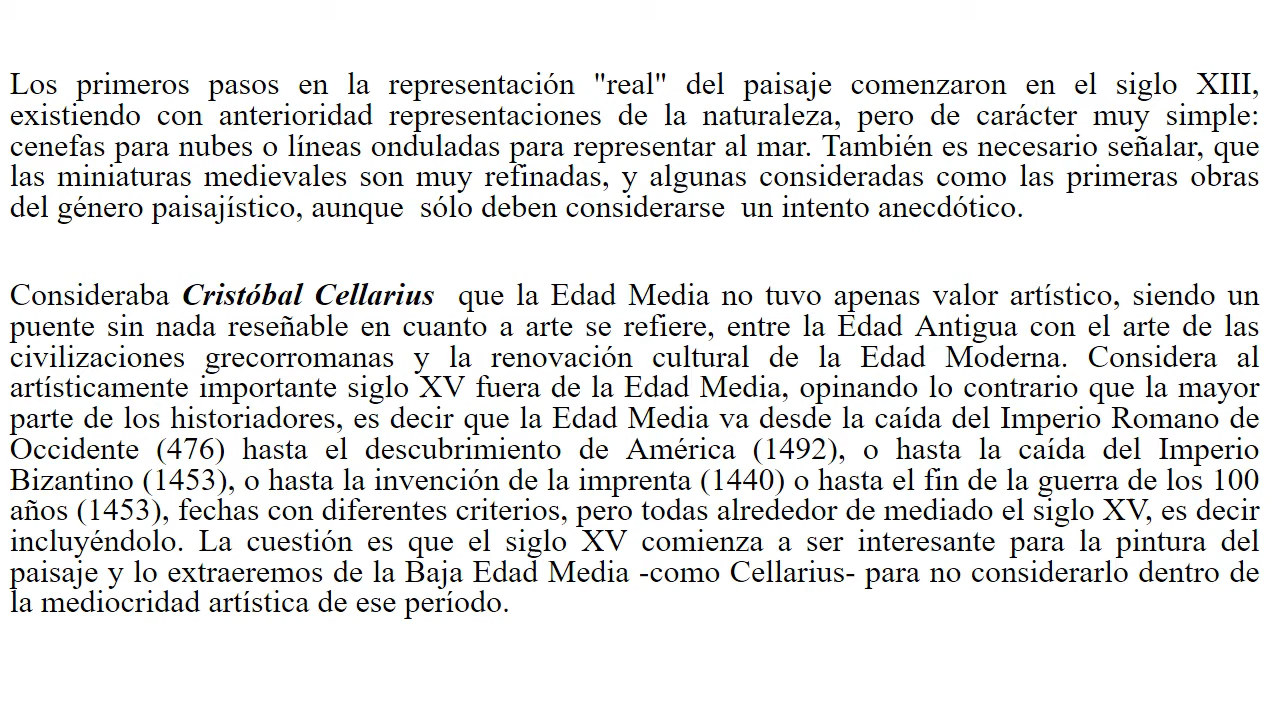 Los primeros pasos en la representación "real" del paisaje comenzaron en el siglo XIII,
existiendo con anterioridad representaciones de la naturaleza, pero de carácter muy simple:
cenefas para nubes o líneas onduladas para representar al mar. También es necesario señalar, que
las miniaturas medievales son muy refinadas, y algunas consideradas como las primeras obras
del género paisajístico, aunque  sólo deben considerarse  un intento anecdótico.
Consideraba Cristóbal Cellarius  que la Edad Media no tuvo apenas valor artístico, siendo un
puente sin nada reseñable en cuanto a arte se refiere, entre la Edad Antigua con el arte de las
civilizaciones grecorromanas y la renovación cultural de la Edad Moderna. Considera al
artísticamente importante siglo XV fuera de la Edad Media, opinando lo contrario que la mayor
parte de los historiadores, es decir que la Edad Media va desde la caída del Imperio Romano de
Occidente (476) hasta el descubrimiento de América (1492), o hasta la caída del Imperio
Bizantino (1453), o hasta la invención de la imprenta (1440) o hasta el fin de la guerra de los 100
años (1453), fechas con diferentes criterios, pero todas alrededor de mediado el siglo XV, es decir
incluyéndolo. La cuestión es que el siglo XV comienza a ser interesante para la pintura del
paisaje y lo extraeremos de la Baja Edad Media -como Cellarius- para no considerarlo dentro de
la mediocridad artística de ese período.